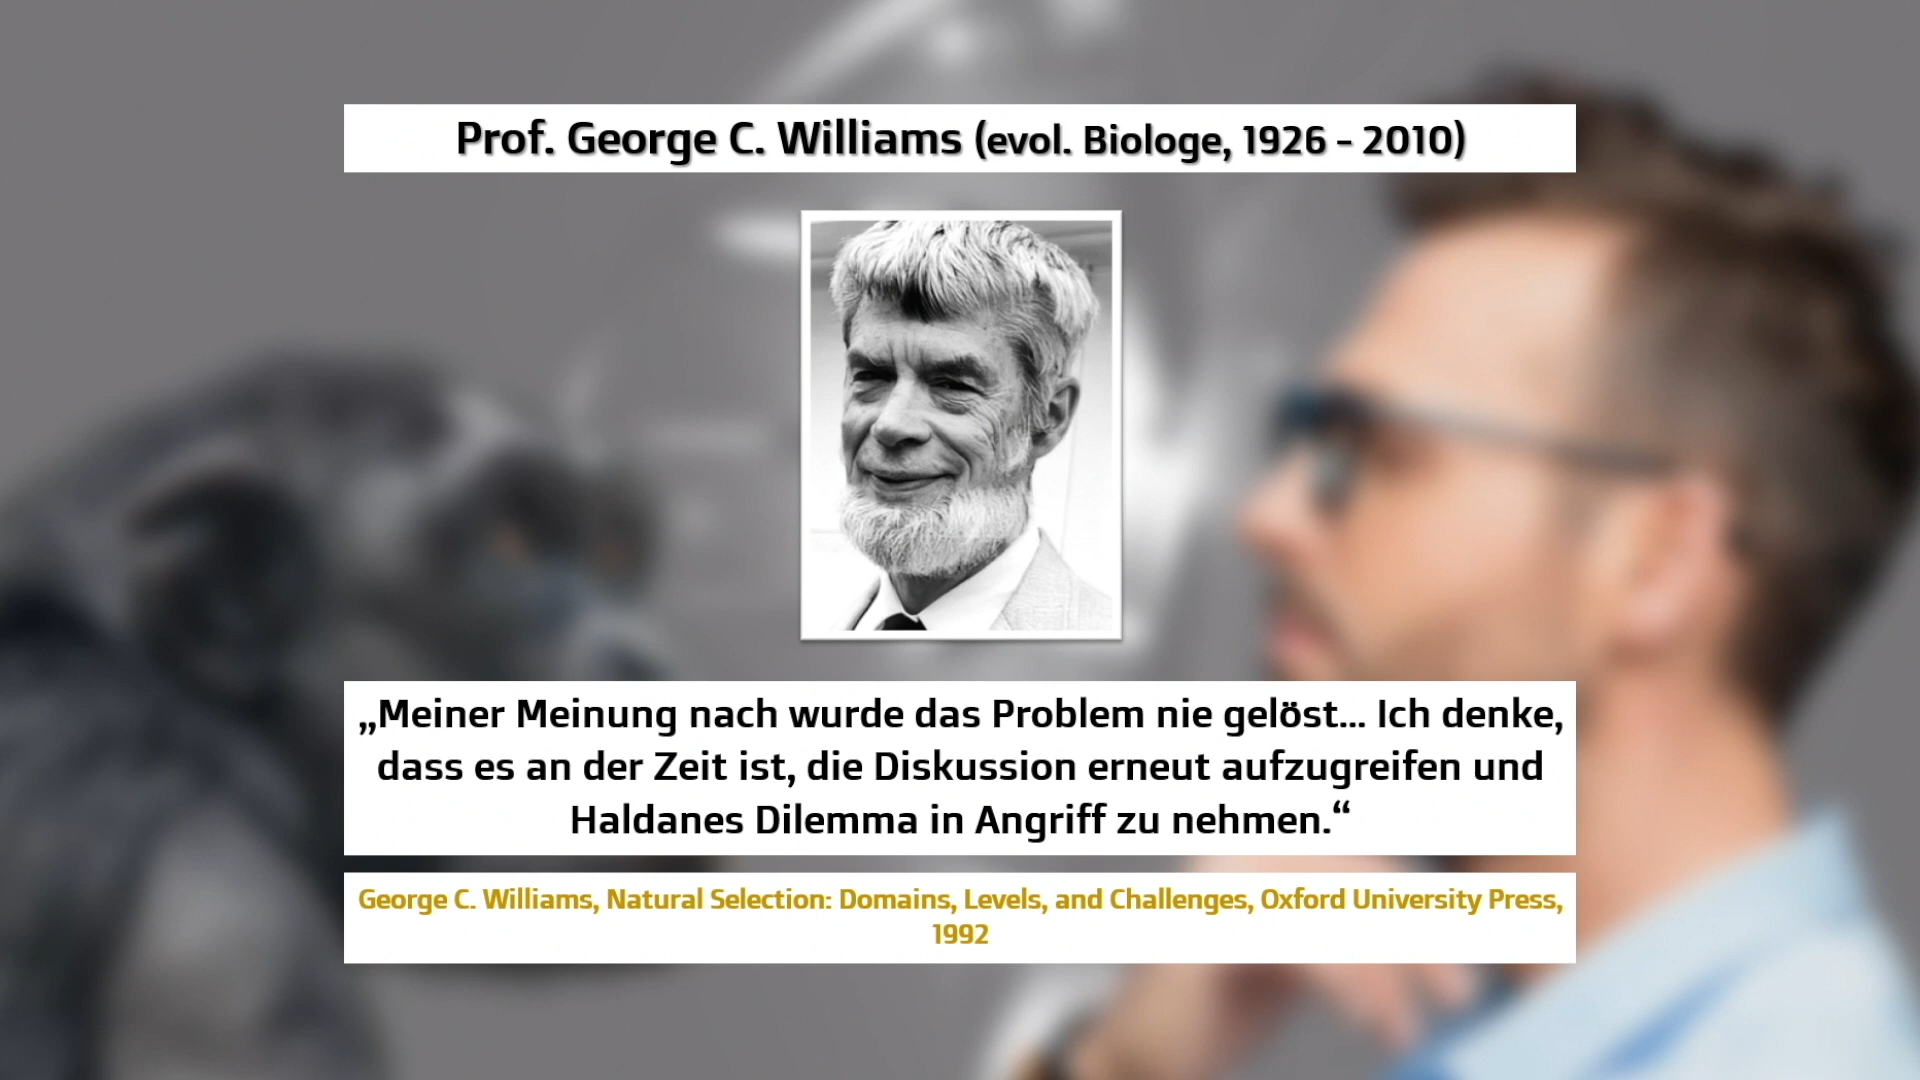 Prof. George C. Williams (evol. Biologe, 1926 - 2010)
„Meiner Meinung nach wurde das Problem nie gelöst... Ich denke,
dass es an der Zeit ist, die Diskussion erneut aufzugreifen und
Haldanes Dilemma in Angriff zu nehmen.“
George C. Williams, Natural Selection: Domains, Levels, and Challenges, Oxford University Press,
1992